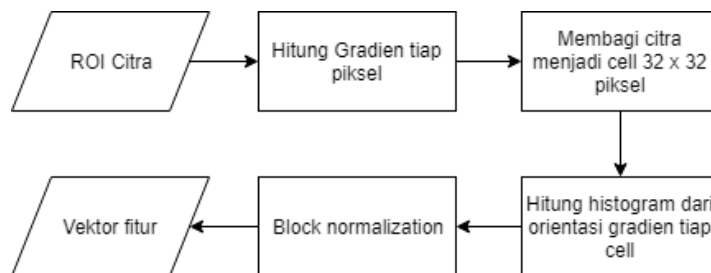 ROI Citra
Hitung Gradien tiap
piksel
Membagi citra
menjadi cell 32 x 32
piksel
Hitung histogram dari
orientasi gradien tiap
cell
Block normalization
Vektor fitur